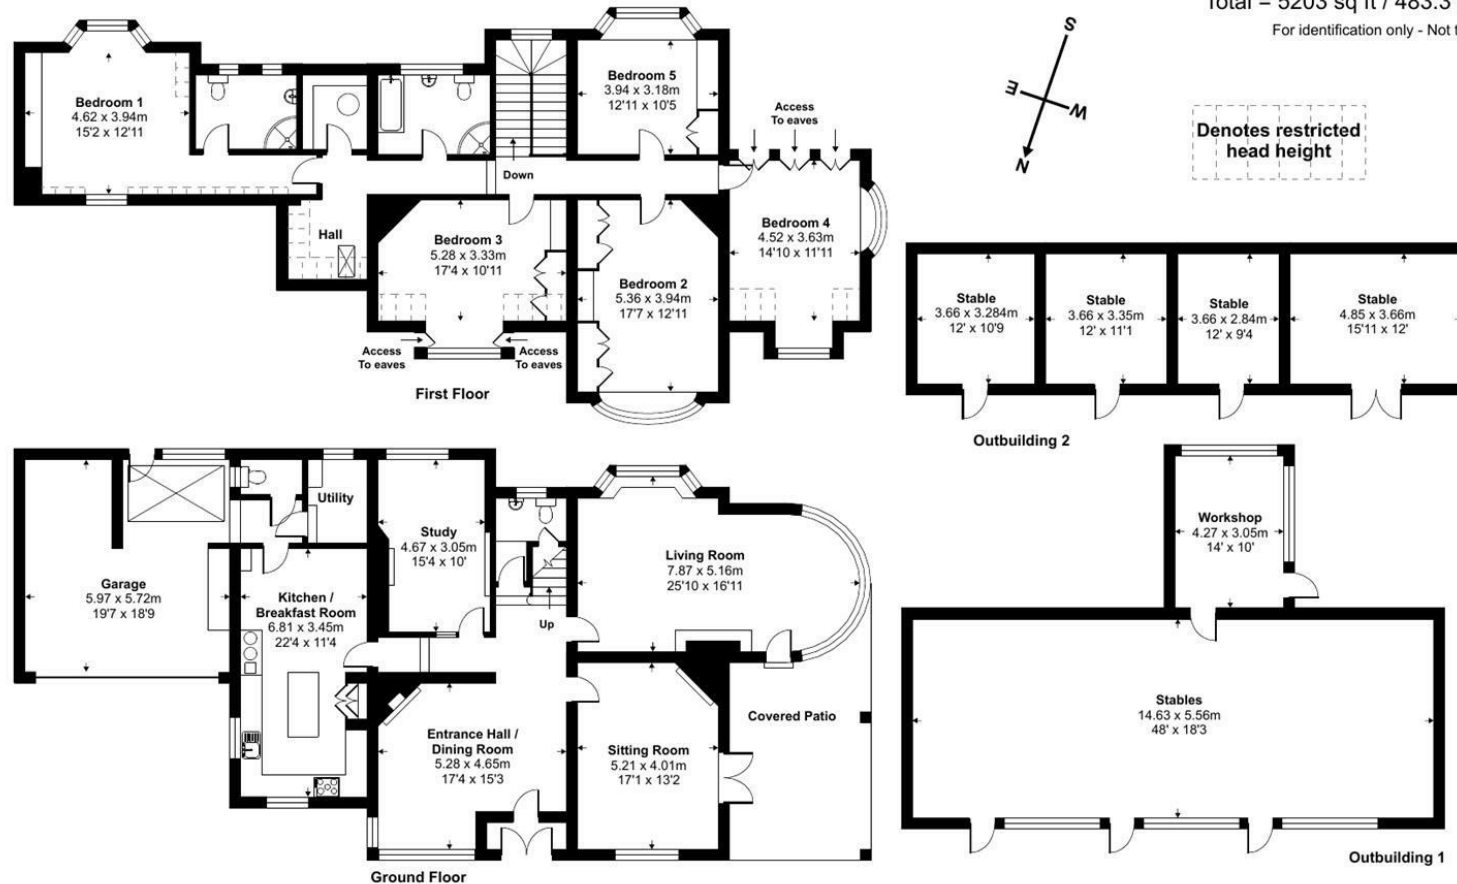 Total = 5203 sq ft / 483.3
For identification only - Not
S
E
W
N
Denotes restricted
head height
Bedroom 1
4.62 x 3.94m
15'2 x 12'11
Bedroom 5
3.94 x 3.18m
12'11 x 10'5
Access
To eaves
Down
Hall
Bedroom 3
5.28 x 3.33m
17'4 x 10'11
Bedroom 2
5.36 x 3.94m
17'7 x 12'11
Bedroom 4
4.52 x 3.63m
14'10 x 11'11
Access
To eaves
Access
To eaves
First Floor
Stable
3.66 x 3.284m
12' x 10'9
Stable
3.66 x 3.35m
12' x 11'1
Stable
3.66 x 2.84m
12' x 9'4
Stable
4.85 x 3.66m
15'11 x 12'
Outbuilding 2
Utility
Study
4.67 x 3.05m
15'4 x 10'
Garage
5.97 x 5.72m
19'7 x 18'9
Kitchen /
Breakfast Room
6.81 x 3.45m
22'4 x 11'4
Up
Living Room
7.87 x 5.16m
25'10 x 16'11
Entrance Hall /
Dining Room
5.28 x 4.65m
17'4 x 15'3
Sitting Room
5.21 x 4.01m
17'1 x 13'2
Covered Patio
Ground Floor
Workshop
4.27 x 3.05m
14' x 10'
Stables
14.63 x 5.56m
48' x 18'3
Outbuilding 1